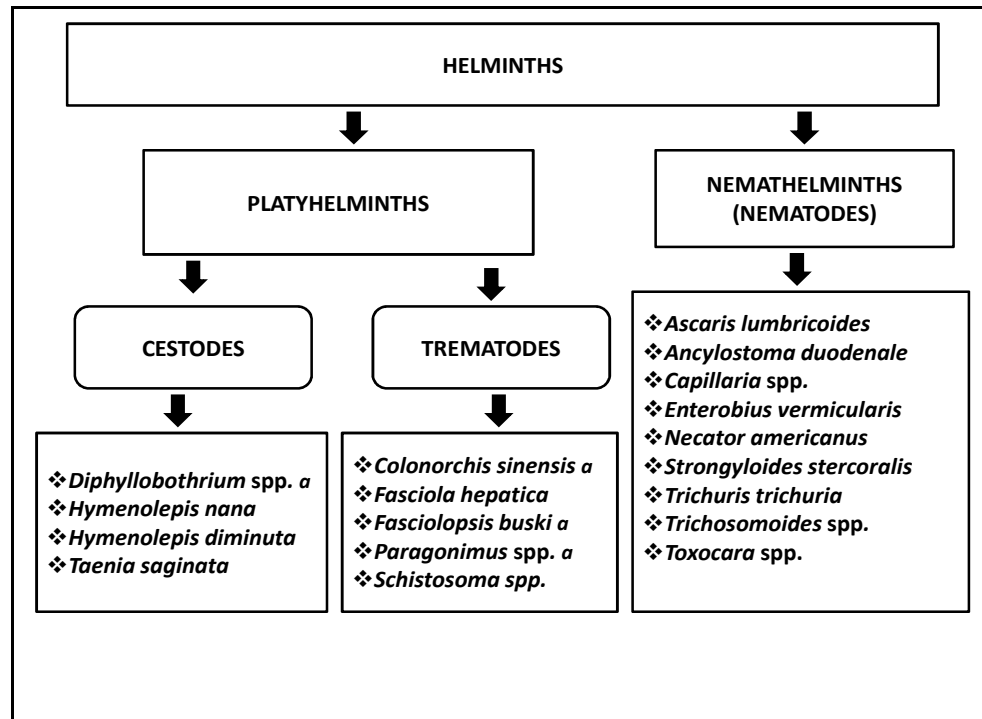 HELMINTHS
PLATYHELMINTHS
NEMATHELMINTHS
(NEMATODES)
CESTODES
TREMATODES
❖Diphyllobothrium spp. a
❖Hymenolepis nana
❖Hymenolepis diminuta
❖Taenia saginata
❖Colonorchis sinensis a
❖Fasciola hepatica
❖Fasciolopsis buski a
❖Paragonimus spp. a
❖Schistosoma spp.
❖Ascaris lumbricoides
❖Ancylostoma duodenale
❖Capillaria spp.
❖Enterobius vermicularis
❖Necator americanus
❖Strongyloides stercoralis
❖Trichuris trichuria
❖Trichosomoides spp.
❖Toxocara spp.